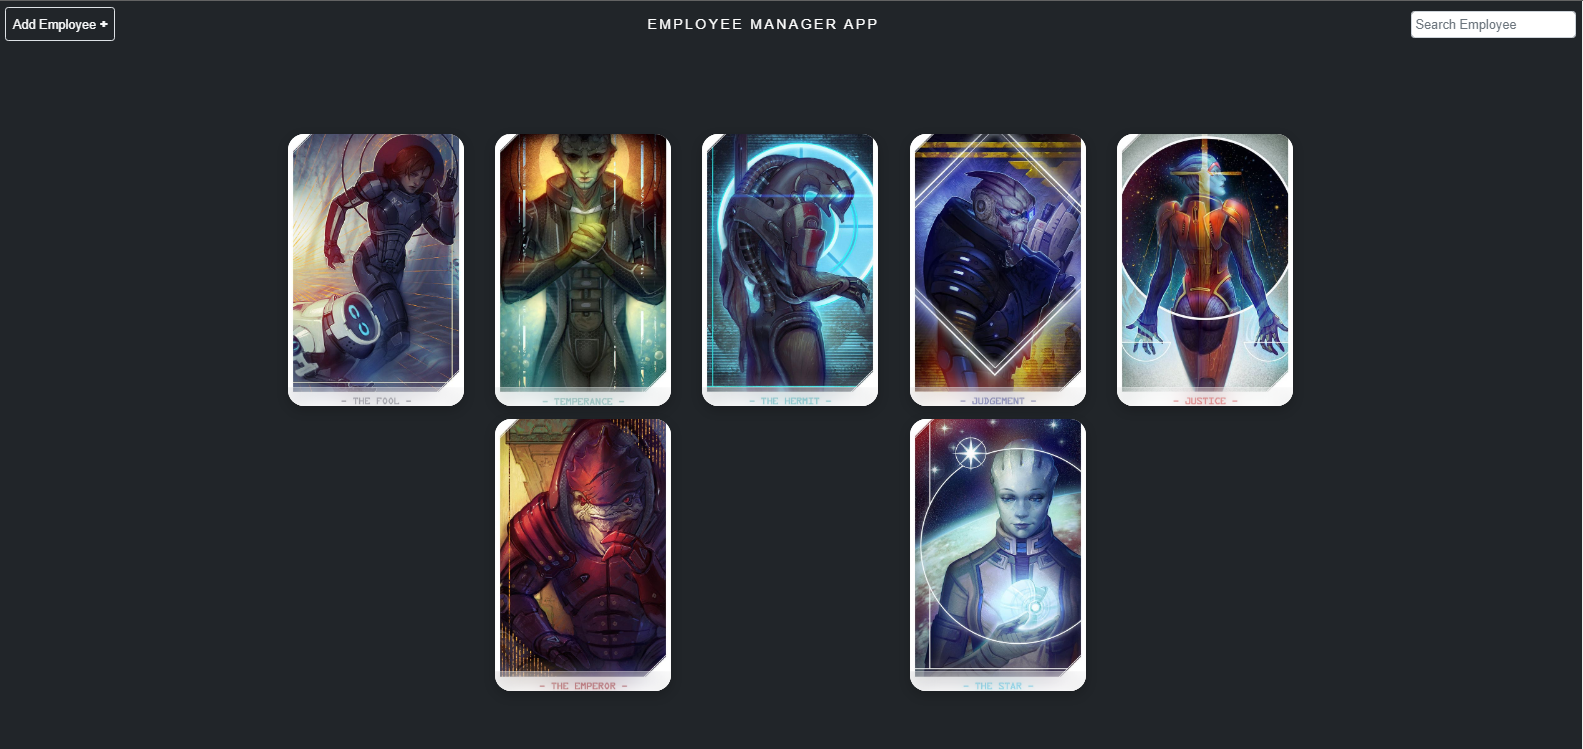 Add Employee +
EMPLOYEE MANAGER APP
Search Employee
- THE FOOL -
- TEMPERANCE -
- THE HERMIT -
- JUDGEMENT -
- JUSTICE -
- THE EMPEROR -
- THE STAR -